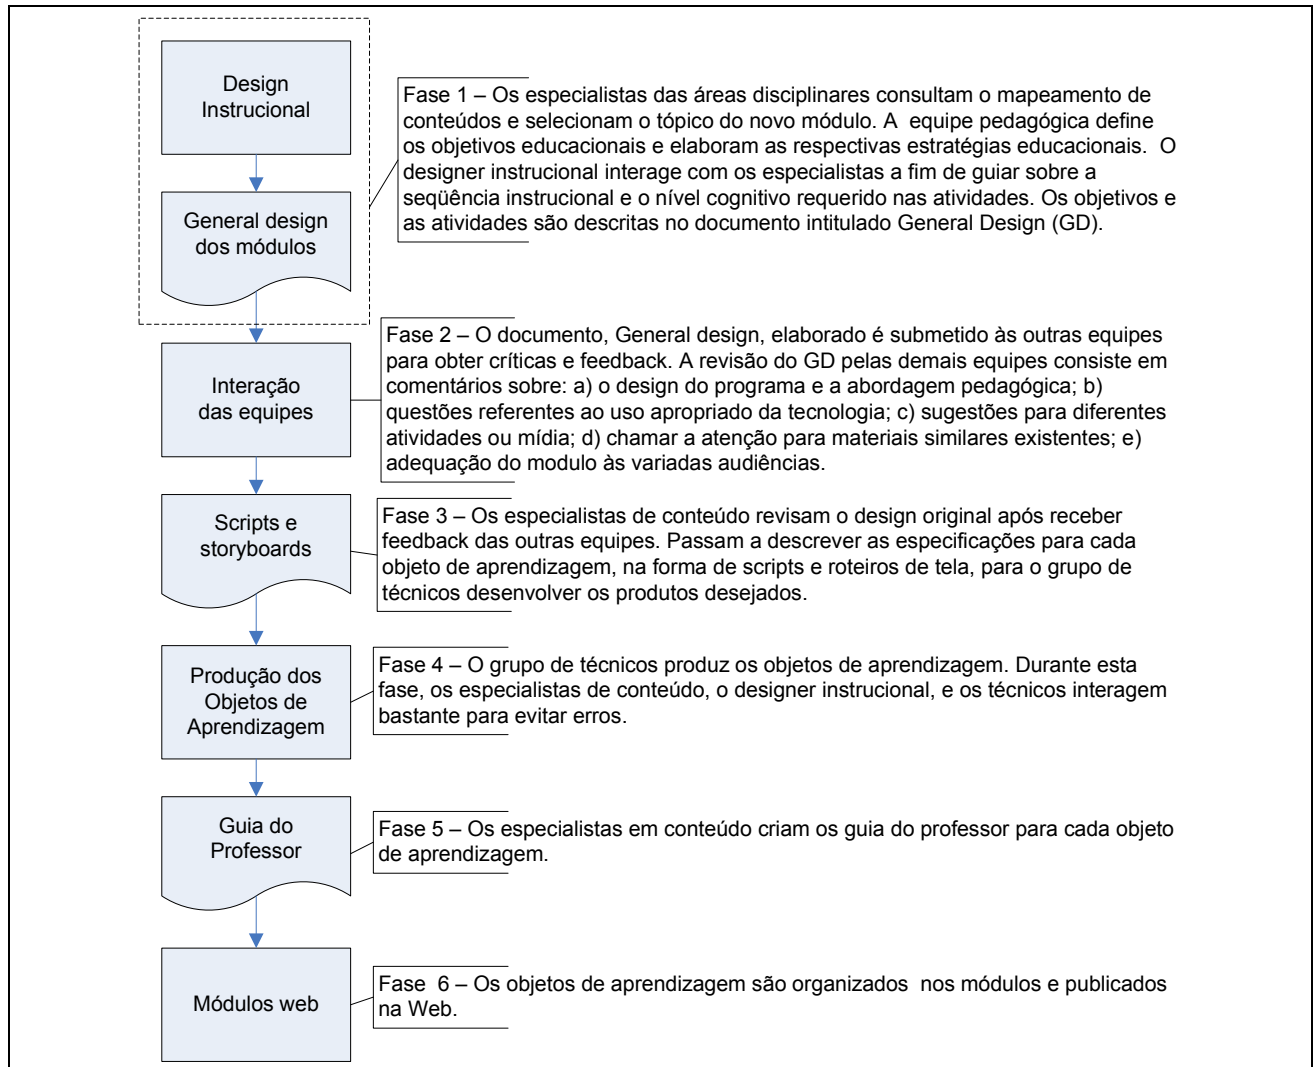 Design
Instrucional
Fase 1 – Os especialistas das áreas disciplinares consultam o mapeamento de
conteúdos e selecionam o tópico do novo módulo. A equipe pedagógica define
os objetivos educacionais e elaboram as respectivas estratégias educacionais. O
designer instrucional interage com os especialistas a fim de guiar sobre a
seqüência instrucional e o nível cognitivo requerido nas atividades. Os objetivos e
as atividades são descritas no documento intitulado General Design (GD).
General design
dos módulos
Fase 2 – O documento, General design, elaborado é submetido às outras equipes
para obter críticas e feedback. A revisão do GD pelas demais equipes consiste em
comentários sobre: a) o design do programa e a abordagem pedagógica; b)
questões referentes ao uso apropriado da tecnologia; c) sugestões para diferentes
atividades ou mídia; d) chamar a atenção para materiais similares existentes; e)
adequação do modulo às variadas audiências.
Interação
das equipes
Scripts e
storyboards
Fase 3 – Os especialistas de conteúdo revisam o design original após receber
feedback das outras equipes. Passam a descrever as especificações para cada
objeto de aprendizagem, na forma de scripts e roteiros de tela, para o grupo de
técnicos desenvolver os produtos desejados.
Produção dos
Objetos de
Aprendizagem
Fase 4 – O grupo de técnicos produz os objetos de aprendizagem. Durante esta
fase, os especialistas de conteúdo, o designer instrucional, e os técnicos interagem
bastante para evitar erros.
Guia do
Professor
Fase 5 – Os especialistas em conteúdo criam os guia do professor para cada objeto
de aprendizagem.
Módulos web
Fase 6 – Os objetos de aprendizagem são organizados nos módulos e publicados
na Web.